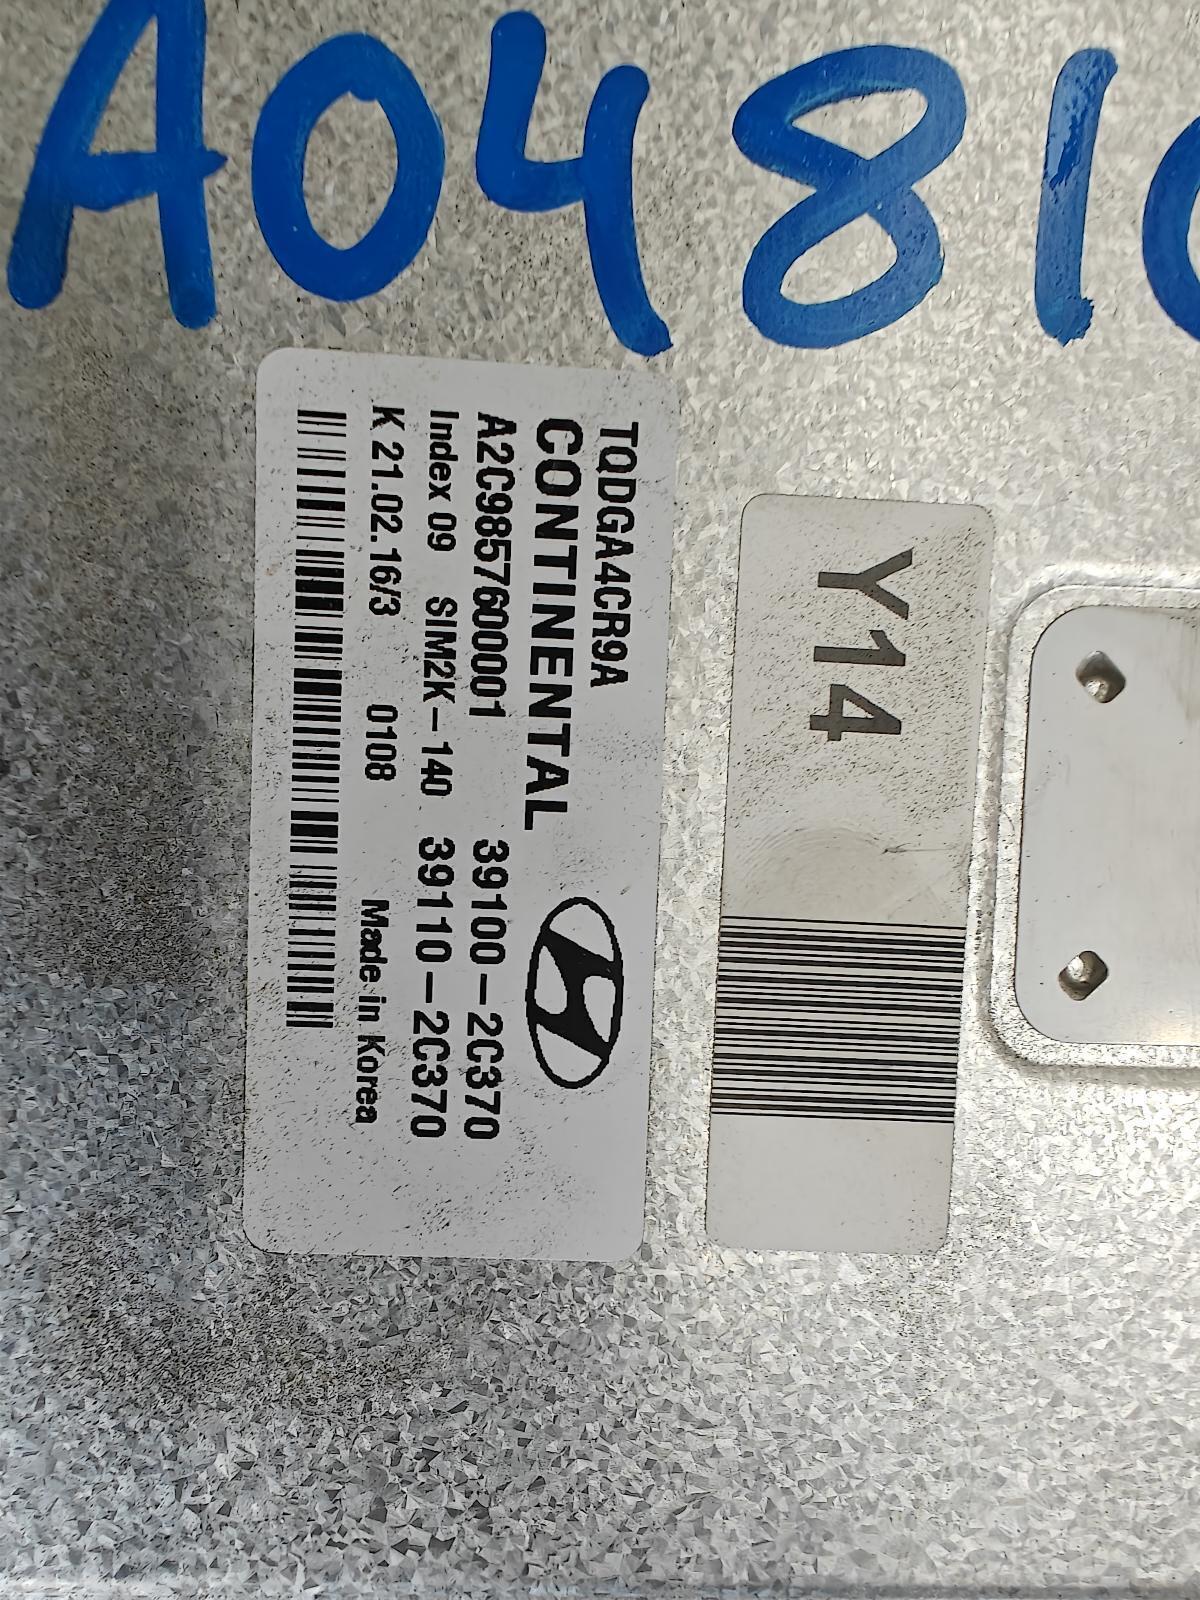 A0481
TQDGA4CR9A
CONTINENTAL
A2C9857600001 39100-2C370
Index 09 SIM2K-140 39110-2C370
K 21.02.16/3 0108 Made in Korea
Y14